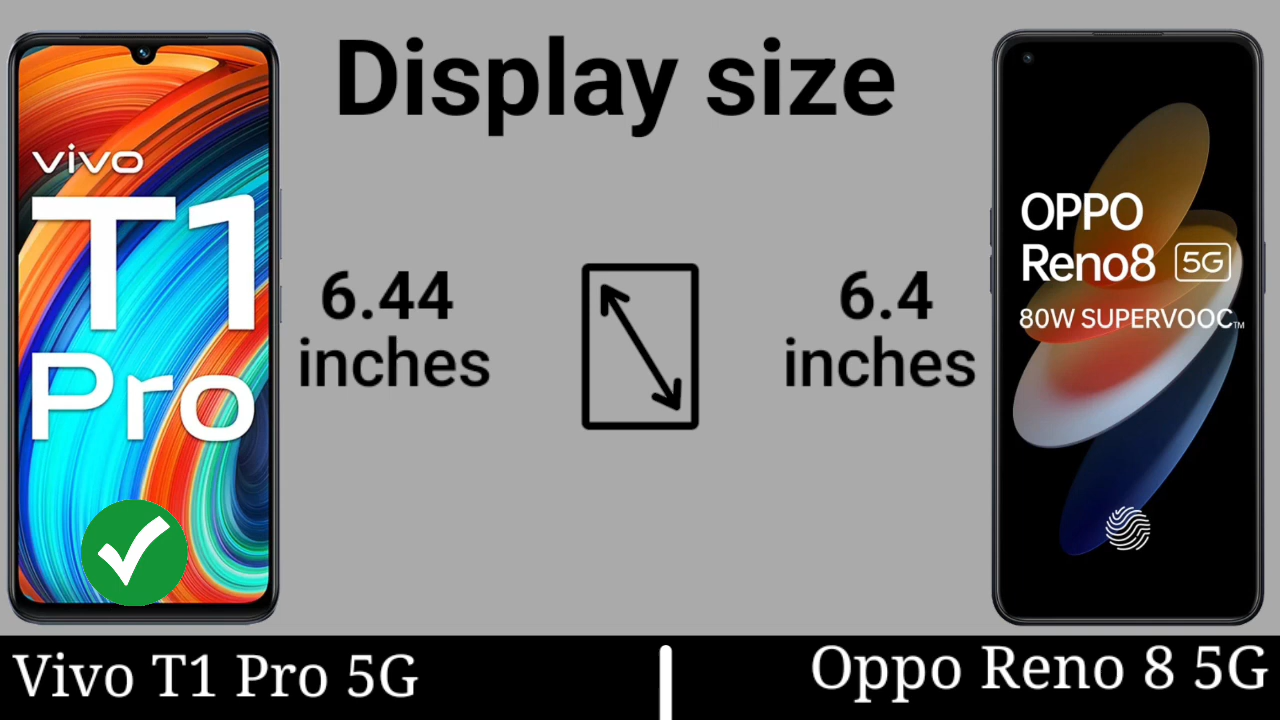 Display size
vivo
T1
Pro
6.44
inches
6.4
inches
OPPO
Reno8 5G
80W SUPERVOOC™
Vivo T1 Pro 5G
Oppo Reno 8 5G